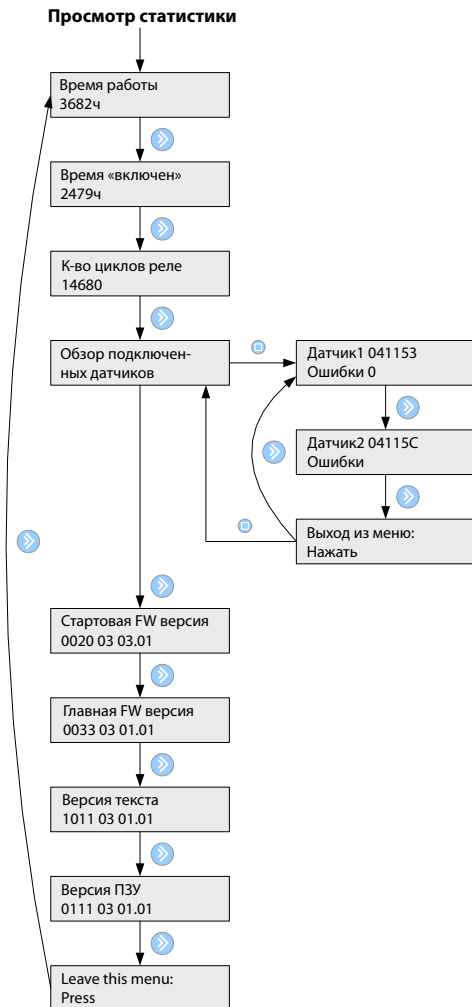 Просмотр статистики
Время работы
3682ч
Время «включен»
2479ч
К-во циклов реле
14680
Обзор подключен-
ных датчиков
Датчик1 041153
Ошибки 0
Датчик2 04115C
Ошибки
Выход из меню:
Нажать
Стартовая FW версия
0020 03 03.01
Главная FW версия
0033 03 01.01
Версия текста
1011 03 01.01
Версия ПЗУ
0111 03 01.01
Leave this menu:
Press